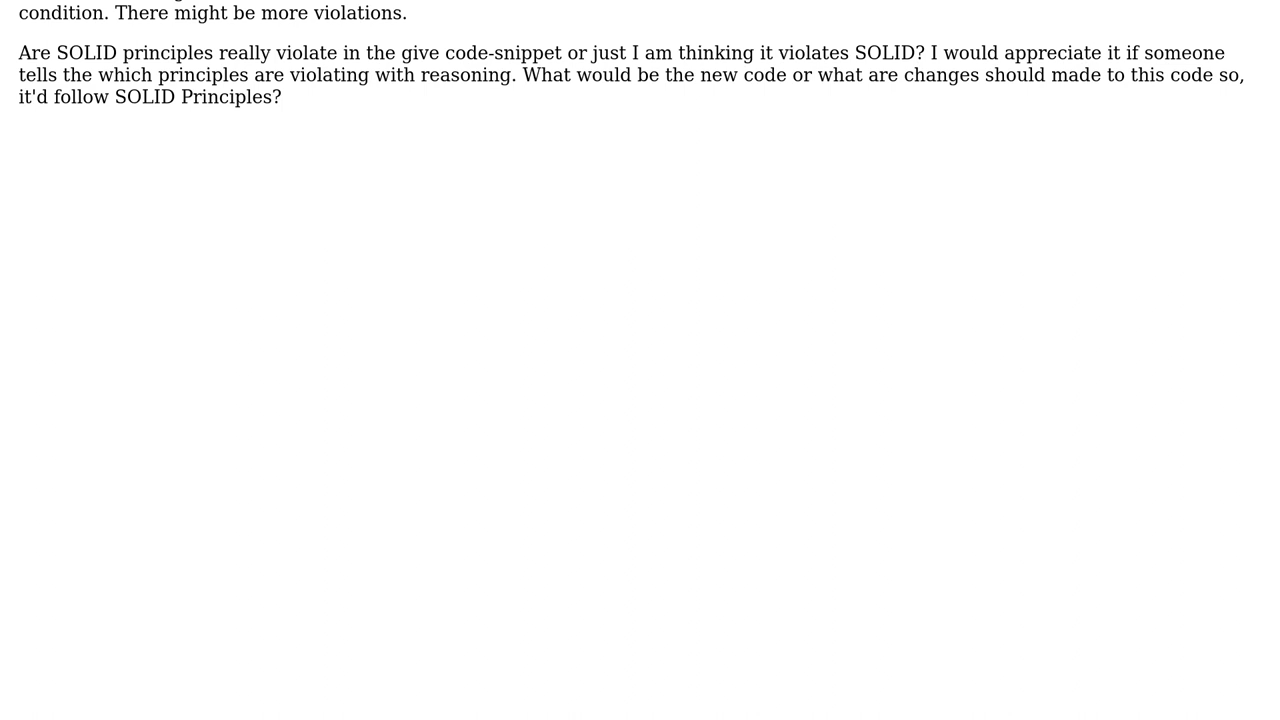 condition. There might be more violations.
Are SOLID principles really violate in the give code-snippet or just I am thinking it violates SOLID? I would appreciate it if someone
tells the which principles are violating with reasoning. What would be the new code or what are changes should made to this code so,
it'd follow SOLID Principles?